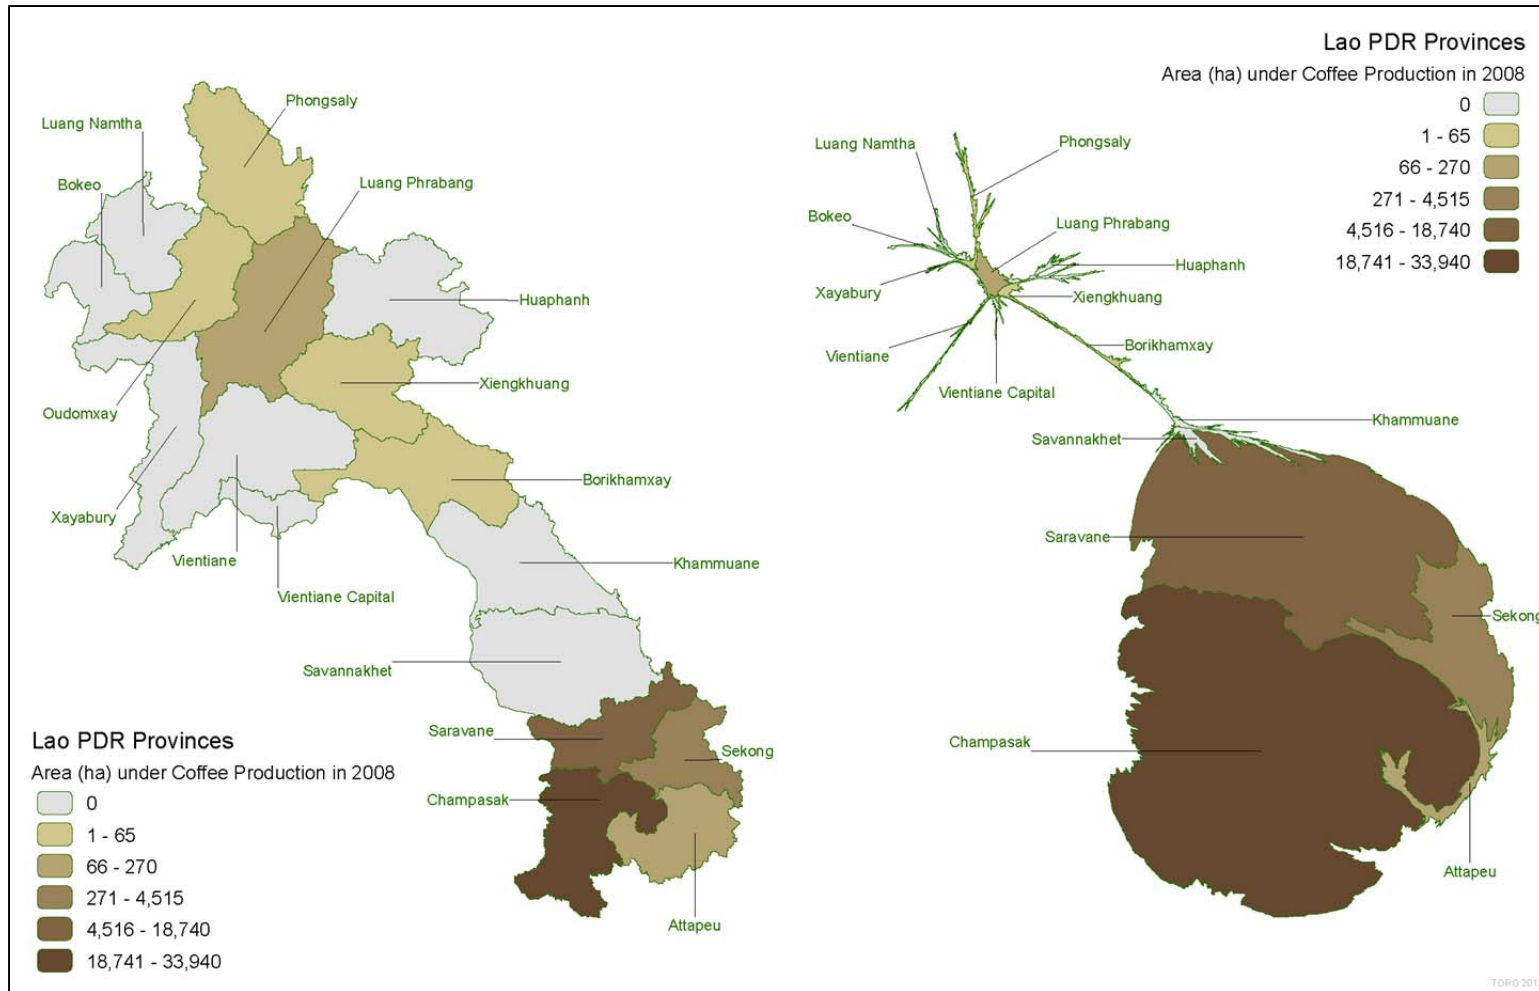 Phongsaly
Luang Namtha
Bokeo
Luang Phrabang
Huaphanh
Xiengkhuang
Oudomxay
Borikhamxay
Xayabury
Vientiane
Vientiane Capital
Khammuane
Savannakhet
Saravane
Sekong
Champasak
Attapeu
Lao PDR Provinces
Area (ha) under Coffee Production in 2008
0
1 - 65
66 - 270
271 - 4,515
4,516 - 18,740
18,741 - 33,940
Lao PDR Provinces
Area (ha) under Coffee Production in 2008
0
1 - 65
66 - 270
271 - 4,515
4,516 - 18,740
18,741 - 33,940
Luang Namtha
Phongsaly
Bokeo
Luang Phrabang
Huaphanh
Xayabury
Xiengkhuang
Vientiane
Borikhamxay
Vientiane Capital
Khammuane
Savannakhet
Saravane
Sekong
Champasak
Attapeu
TORO